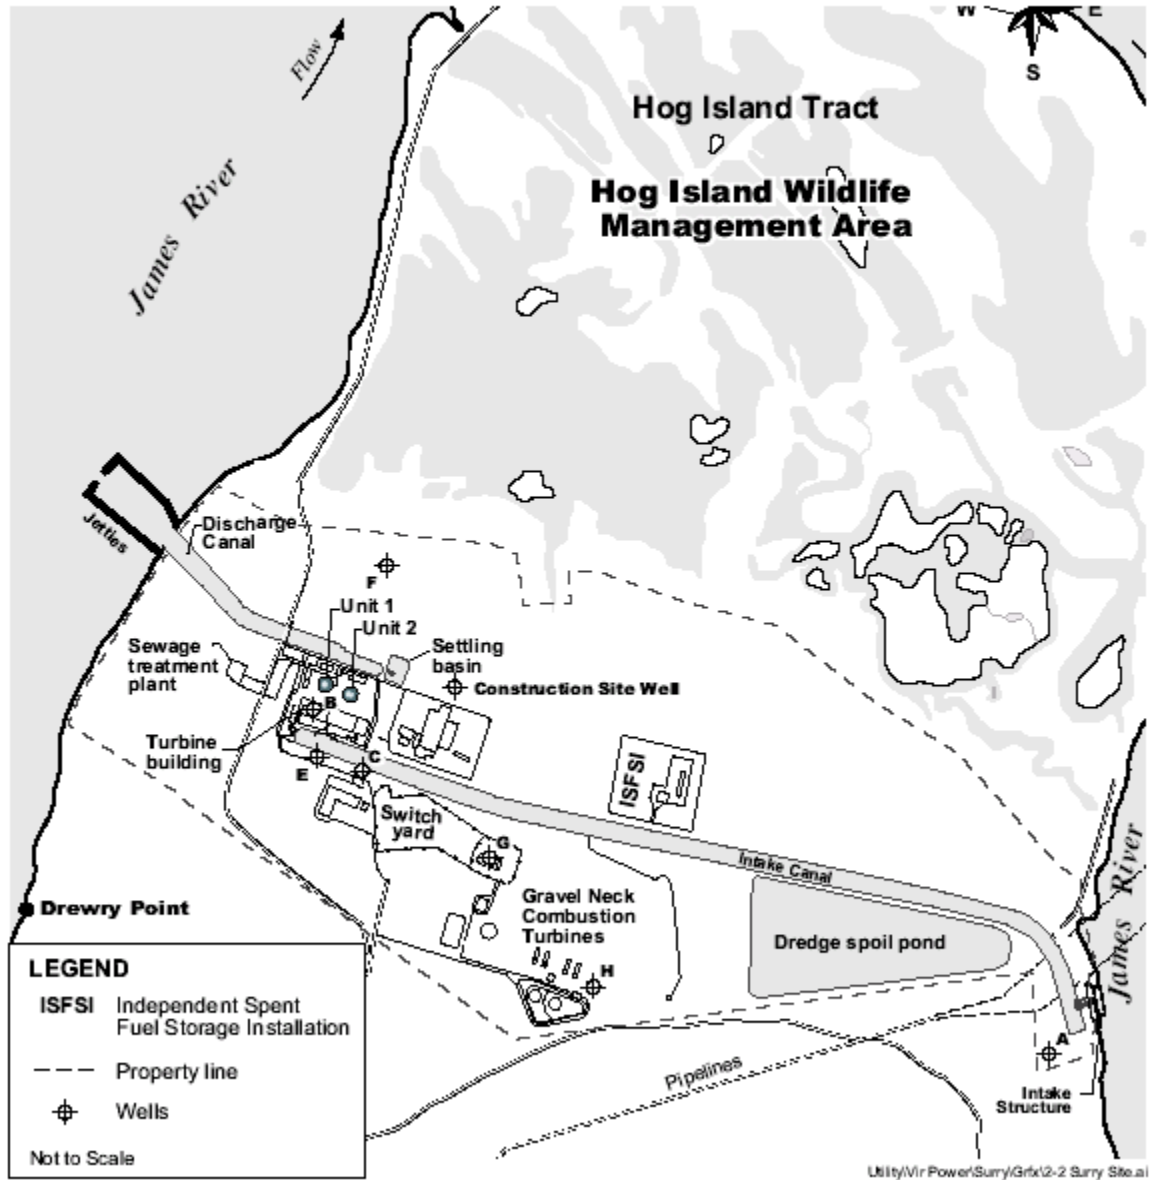 W
E
S
Flow
James River
Hog Island Tract
Hog Island Wildlife
Management Area
Jetties
Discharge
Canal
F
Unit 1
Unit 2
Sewage
treatment
plant
Settling
basin
Construction Site Well
B
Turbine
building
E
C
ISFSI
Switch
yard
G
Intake Canal
Gravel Neck
Combustion
Turbines
H
Dredge spoil pond
James River
Drewry Point
A
Pipelines
Intake
Structure
LEGEND
ISFSI Independent Spent
Fuel Storage Installation
Property line
Wells
Not to Scale
Utility\Vir Power\Surry\Grfx\2-2 Surry Site.ai